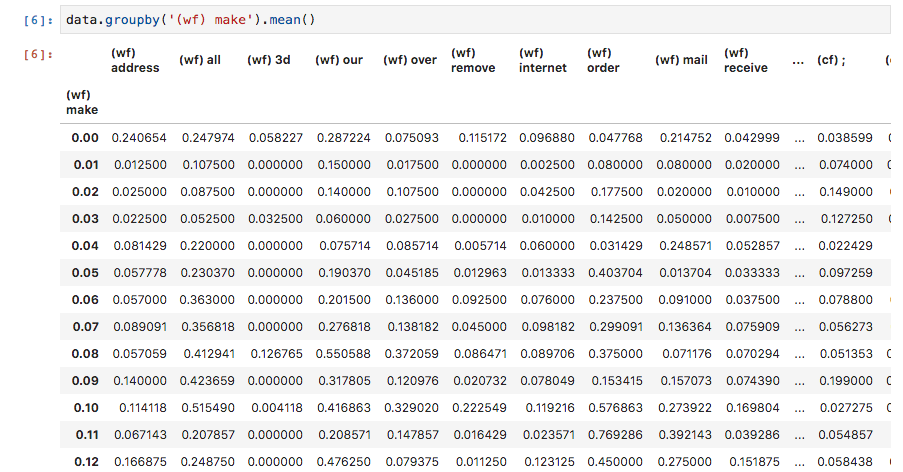 [6]: data.groupby('(wf) make').mean()
[6]:
(wf) address (wf) all (wf) 3d (wf) our (wf) over (wf) remove (wf) internet (wf) order (wf) mail (wf) receive ... (cf) ;
(wf) make
0.00 0.240654 0.247974 0.058227 0.287224 0.075093 0.115172 0.096880 0.047768 0.214752 0.042999 ... 0.038599
0.01 0.012500 0.107500 0.000000 0.150000 0.017500 0.000000 0.002500 0.080000 0.080000 0.020000 ... 0.074000
0.02 0.025000 0.087500 0.000000 0.140000 0.107500 0.000000 0.042500 0.177500 0.020000 0.010000 ... 0.149000
0.03 0.022500 0.052500 0.032500 0.060000 0.027500 0.000000 0.010000 0.142500 0.050000 0.007500 ... 0.127250
0.04 0.081429 0.220000 0.000000 0.075714 0.085714 0.005714 0.060000 0.031429 0.248571 0.052857 ... 0.022429
0.05 0.057778 0.230370 0.000000 0.190370 0.045185 0.012963 0.013333 0.403704 0.013704 0.033333 ... 0.097259
0.06 0.057000 0.363000 0.000000 0.201500 0.136000 0.092500 0.076000 0.237500 0.091000 0.037500 ... 0.078800
0.07 0.089091 0.356818 0.000000 0.276818 0.138182 0.045000 0.098182 0.299091 0.136364 0.075909 ... 0.056273
0.08 0.057059 0.412941 0.126765 0.550588 0.372059 0.086471 0.089706 0.375000 0.071176 0.070294 ... 0.051353
0.09 0.140000 0.423659 0.000000 0.317805 0.120976 0.020732 0.078049 0.153415 0.157073 0.074390 ... 0.199000
0.10 0.114118 0.515490 0.004118 0.416863 0.329020 0.222549 0.119216 0.576863 0.273922 0.169804 ... 0.027275
0.11 0.067143 0.207857 0.000000 0.208571 0.147857 0.016429 0.023571 0.769286 0.392143 0.039286 ... 0.054857
0.12 0.166875 0.248750 0.000000 0.476250 0.079375 0.011250 0.123125 0.450000 0.275000 0.151875 ... 0.058438